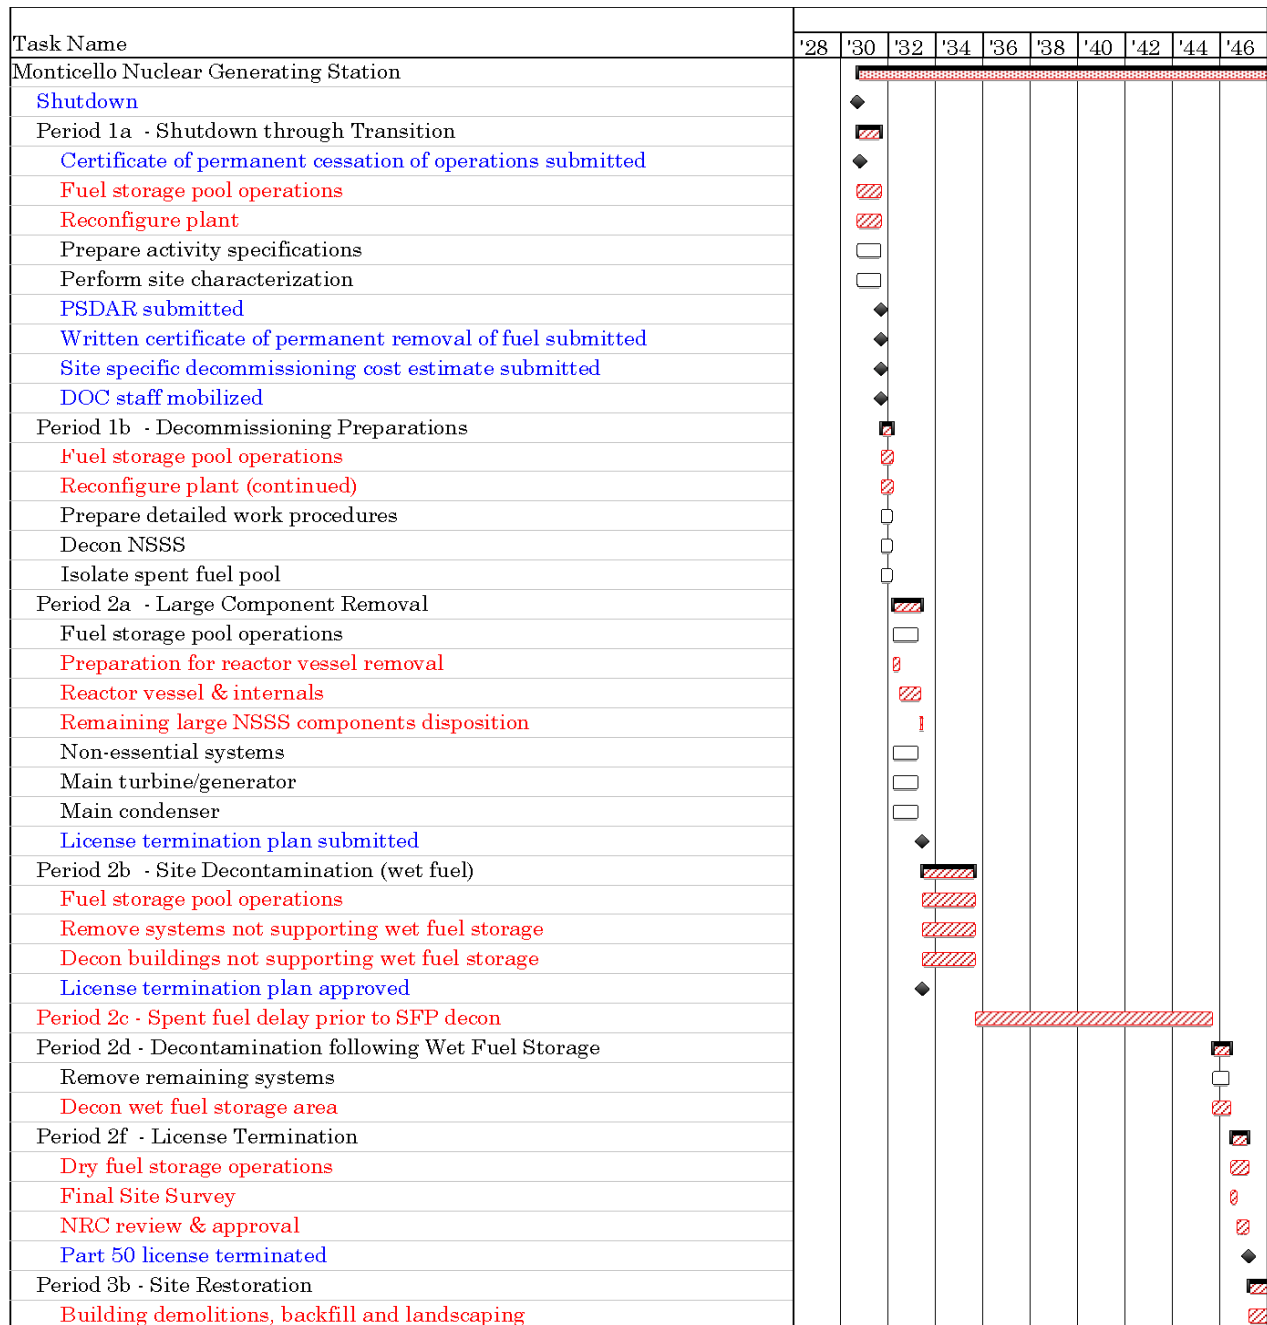 Task Name '28 '30 '32 '34 '36 '38 '40 '42 '44 '46
Monticello Nuclear Generating Station
Shutdown
Period 1a - Shutdown through Transition
Certificate of permanent cessation of operations submitted
Fuel storage pool operations
Reconfigure plant
Prepare activity specifications
Perform site characterization
PSDAR submitted
Written certificate of permanent removal of fuel submitted
Site specific decommissioning cost estimate submitted
DOC staff mobilized
Period 1b - Decommissioning Preparations
Fuel storage pool operations
Reconfigure plant (continued)
Prepare detailed work procedures
Decon NSSS
Isolate spent fuel pool
Period 2a - Large Component Removal
Fuel storage pool operations
Preparation for reactor vessel removal
Reactor vessel & internals
Remaining large NSSS components disposition
Non-essential systems
Main turbine/generator
Main condenser
License termination plan submitted
Period 2b - Site Decontamination (wet fuel)
Fuel storage pool operations
Remove systems not supporting wet fuel storage
Decon buildings not supporting wet fuel storage
License termination plan approved
Period 2c - Spent fuel delay prior to SFP decon
Period 2d - Decontamination following Wet Fuel Storage
Remove remaining systems
Decon wet fuel storage area
Period 2f - License Termination
Dry fuel storage operations
Final Site Survey
NRC review & approval
Part 50 license terminated
Period 3b - Site Restoration
Building demolitions, backfill and landscaping